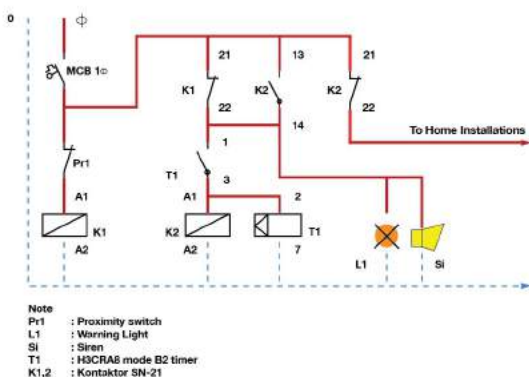 0
ϕ
MCB 1Φ
21
13
21
K1
K2
K2
22
14
22
To Home Installations
1
Pr1
T1
3
A1
A1
2
K1
K2
T1
A2
A2
7
L1
Si
Note
Pr1 : Proximity switch
L1 : Warning Light
Si : Siren
T1 : H3CRA8 mode B2 timer
K1,2 : Kontaktor SN-21